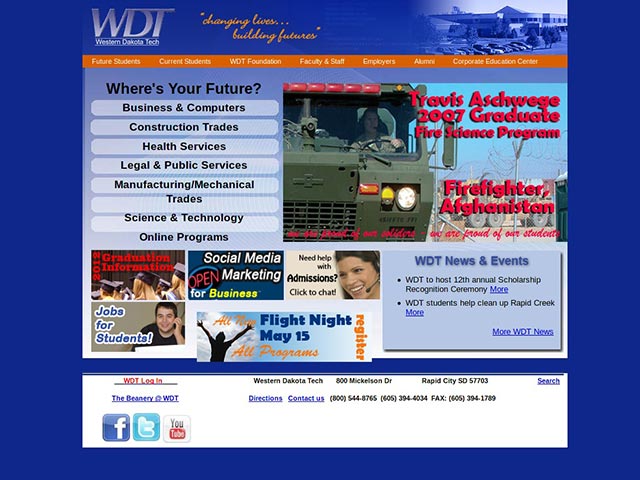 WDT
Western Dakota Tech
"changing lives...
building futures"
Future Students Current Students WDT Foundation Faculty & Staff Employers Alumni Corporate Education Center
Where's Your Future?
Business & Computers
Construction Trades
Health Services
Legal & Public Services
Manufacturing/Mechanical
Trades
Science & Technology
Online Programs
Travis Aschwege
2007 Graduate
Fire Science Program
Firefighter,
Afghanistan
we are proud of our soliders - we are proud of our students
2012 Graduation
Information
Social Media
OPEN Marketing
for Business
Need help
with
Admissions?
Click to chat!
Jobs
for
Students!
All New Flight Night
May 15
All Programs
register
WDT News & Events
WDT to host 12th annual Scholarship
Recognition Ceremony More
WDT students help clean up Rapid Creek
More
More WDT News
WDT Log In Western Dakota Tech 800 Mickelson Dr Rapid City SD 57703 Search
The Beanery @ WDT Directions Contact us (800) 544-8765 (605) 394-4034 FAX: (605) 394-1789
You
Tube